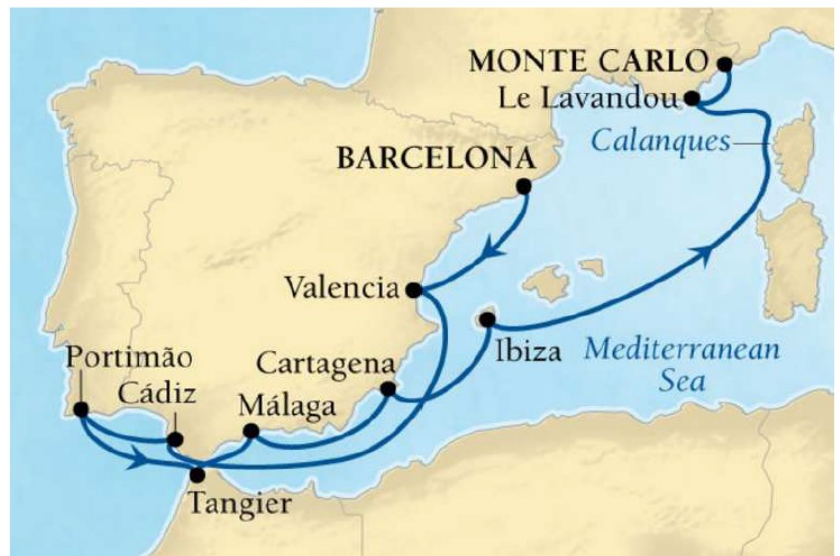 MONTE CARLO
Le Lavandou
Calanques
BARCELONA
Valencia
Ibiza
Mediterranean
Sea
Portimão
Cádiz
Cartagena
Málaga
Tangier